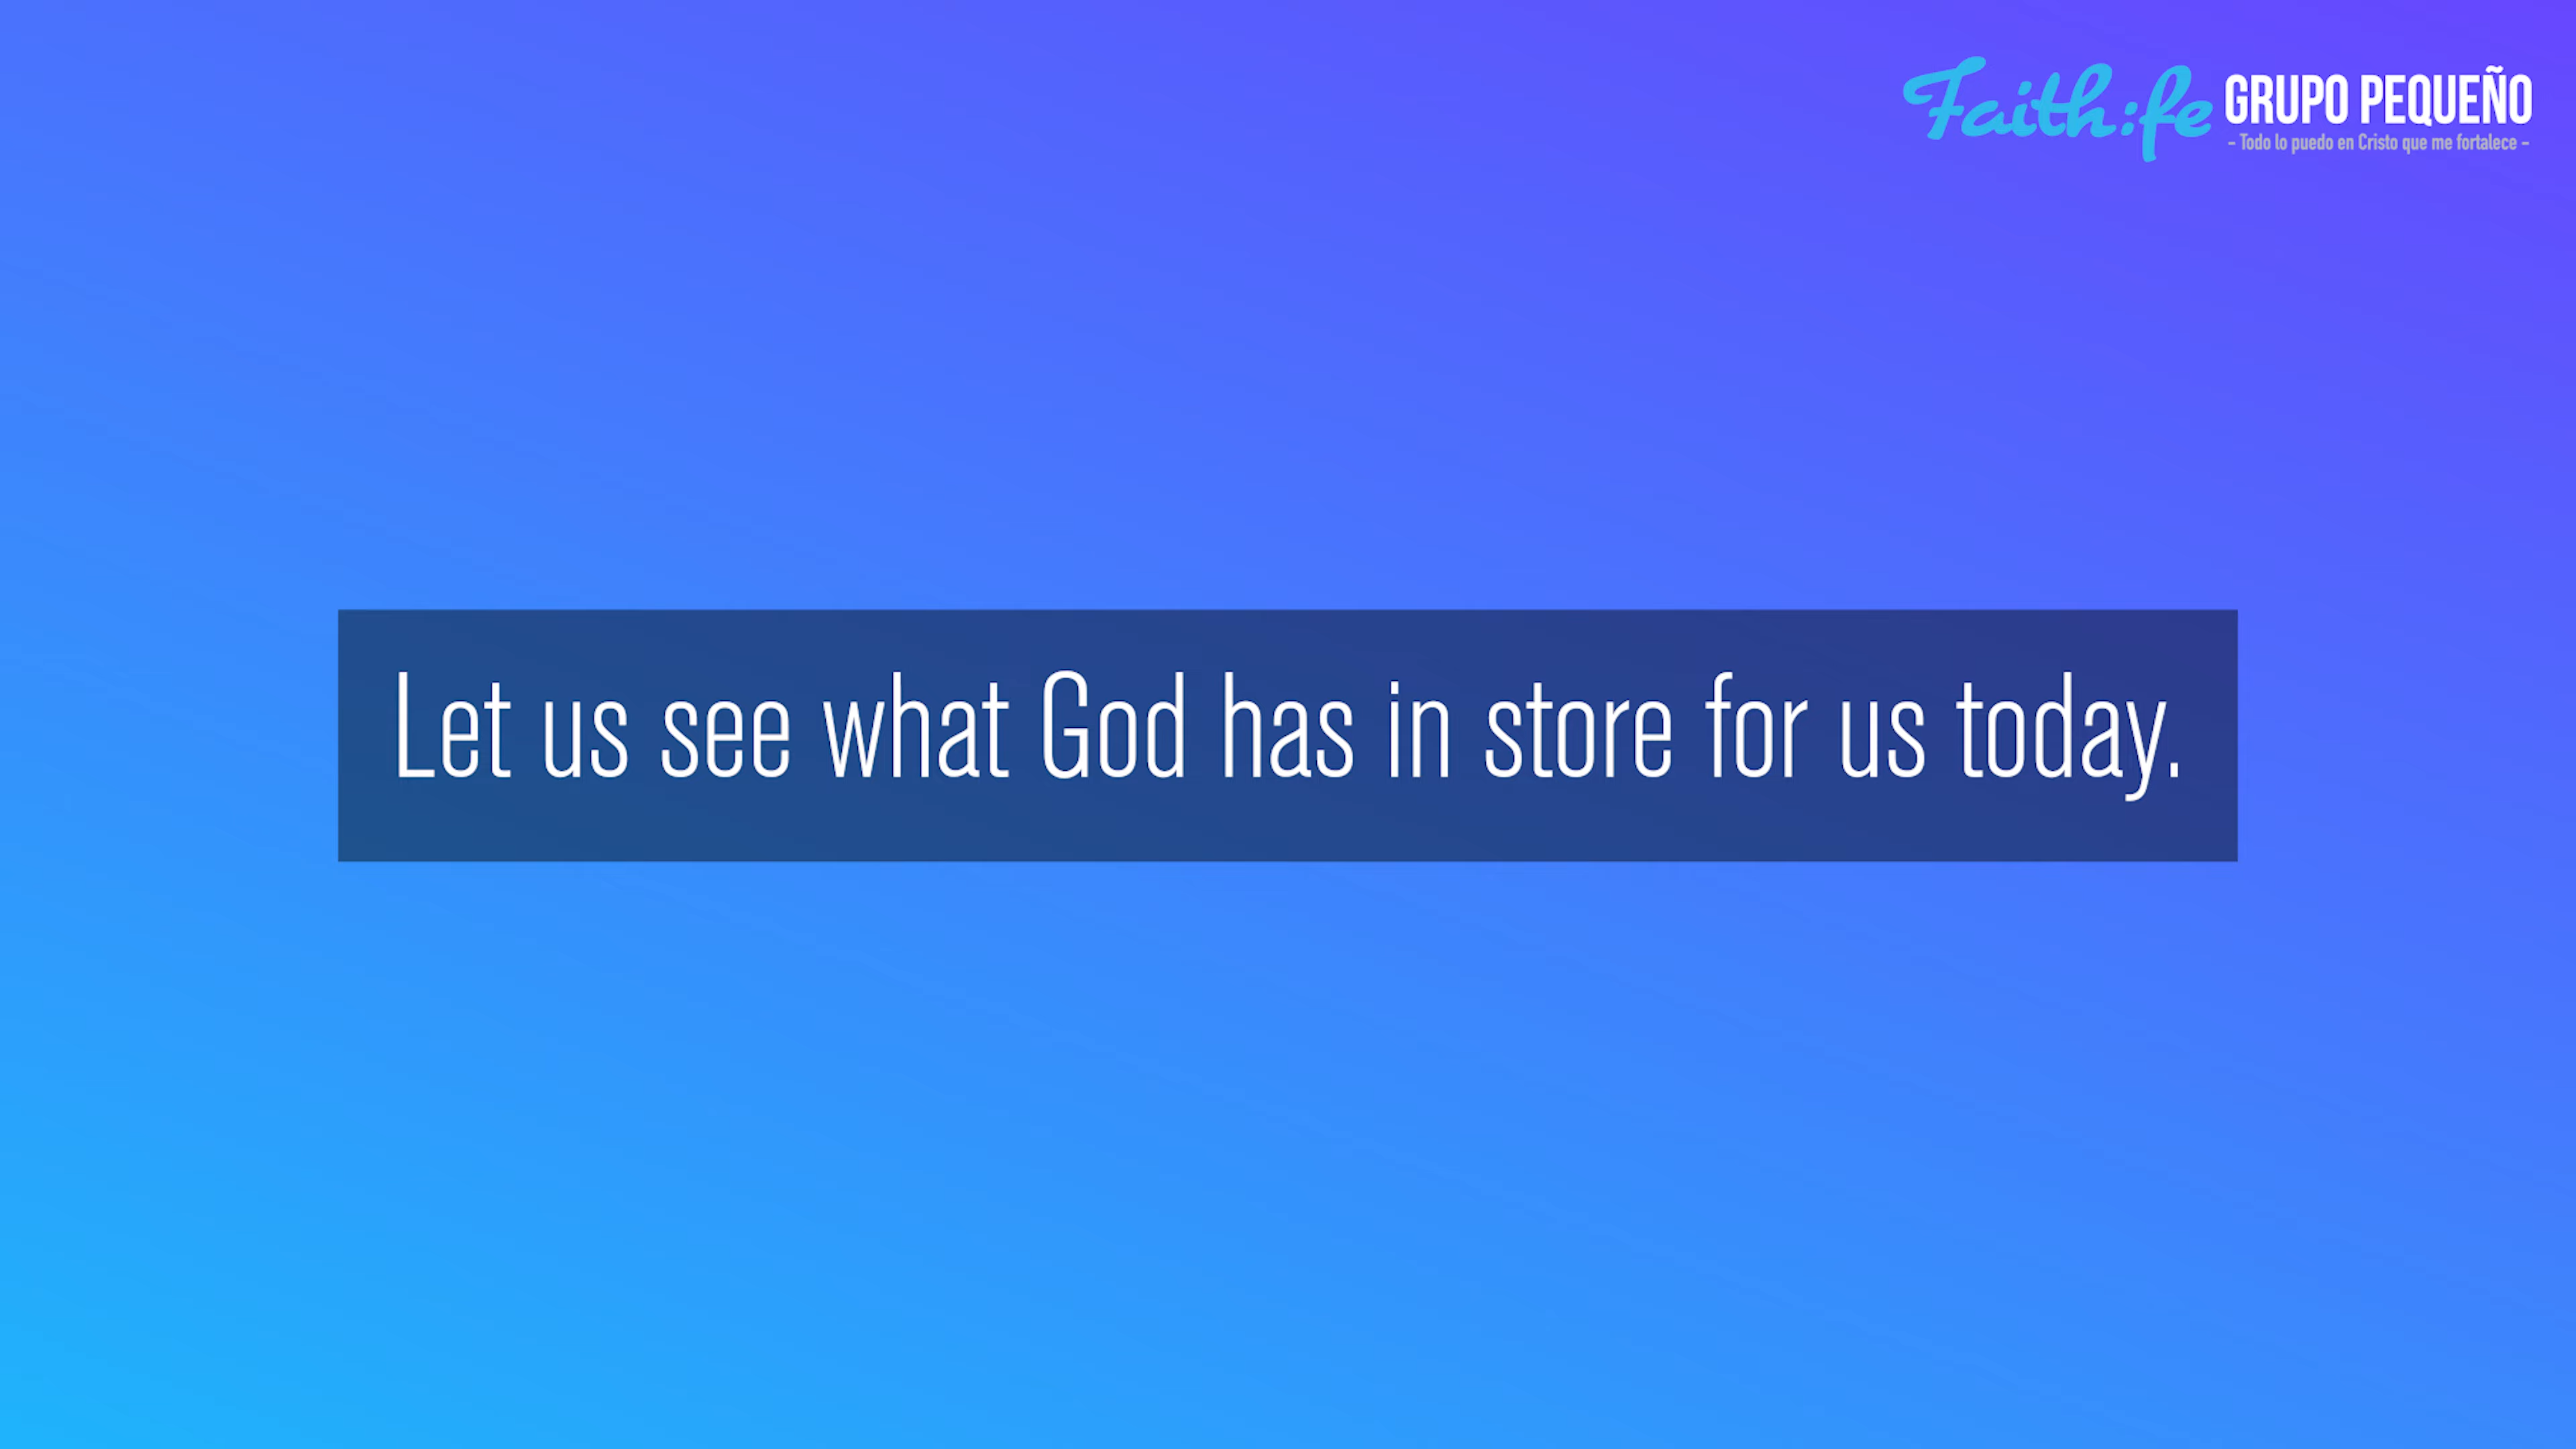 Faith:fe GRUPO PEQUEÑO
- Todo lo puedo en Cristo que me fortalece -
Let us see what God has in store for us today.